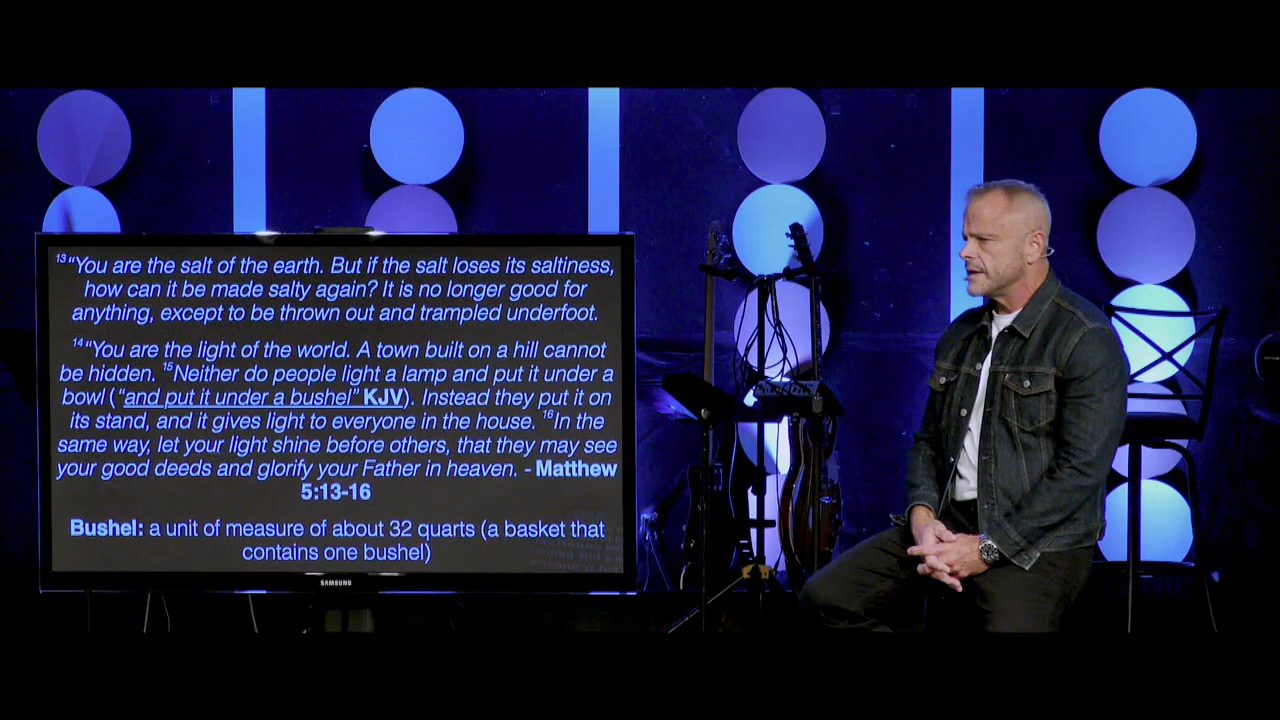 13 “You are the salt of the earth. But if the salt loses its saltiness,
how can it be made salty again? It is no longer good for
anything, except to be thrown out and trampled underfoot.
14 “You are the light of the world. A town built on a hill cannot
be hidden. 15 Neither do people light a lamp and put it under a
bowl (“and put it under a bushel” KJV). Instead they put it on
its stand, and it gives light to everyone in the house. 16 In the
same way, let your light shine before others, that they may see
your good deeds and glorify your Father in heaven. - Matthew
5:13-16
Bushel: a unit of measure of about 32 quarts (a basket that
contains one bushel)
SAMSUNG